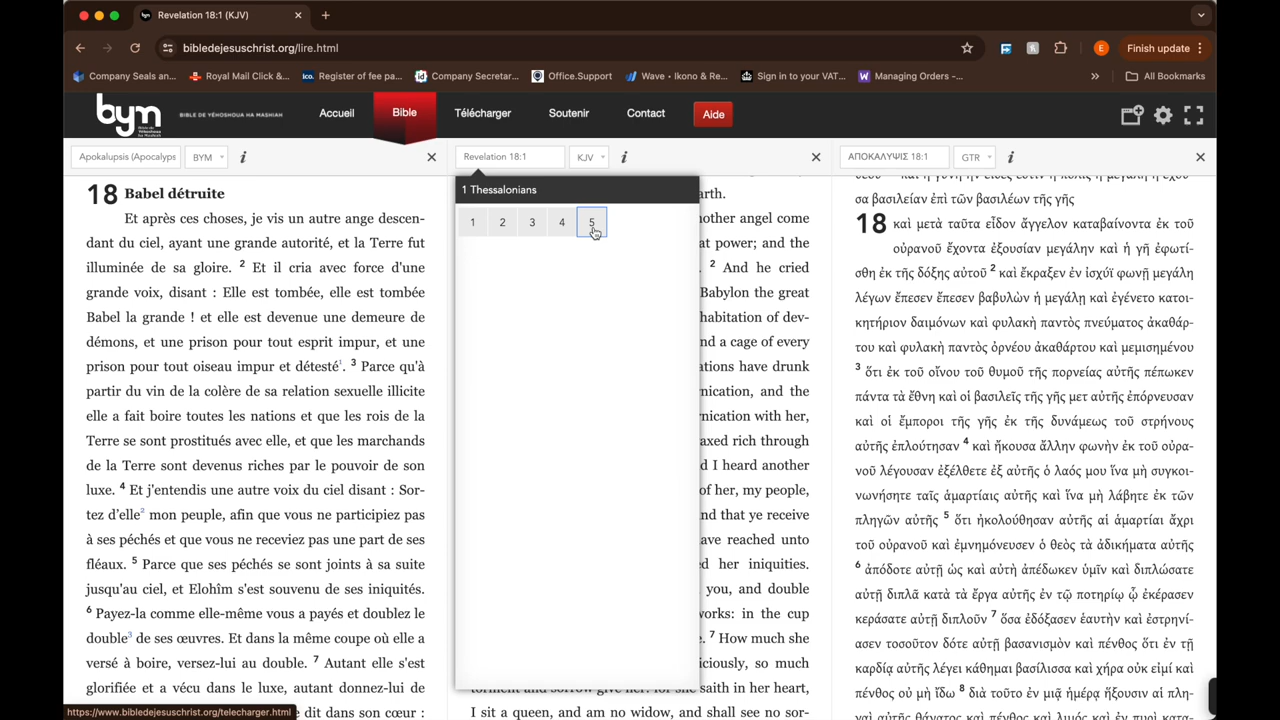 Revelation 18:1 (KJV)
bibledejesuschrist.org/lire.html
Finish update
Company Seals an...
Royal Mail Click &...
Register of fee pa...
Company Secretar...
Office.Support
Wave • Ikono & Re...
Sign in to your VAT...
Managing Orders –...
All Bookmarks
bym
BIBLE DE YÉHOSHOUA HA MASHIAH
Accueil
Bible
Télécharger
Soutenir
Contact
Aide
Apokalupsis (Apocalyps
BYM
Revelation 18:1
KJV
ΑΠΟΚΑΛΥΨΙΣ 18:1
GTR
18 Babel détruite
Et après ces choses, je vis un autre ange descen-
dant du ciel, ayant une grande autorité, et la Terre fut
illuminée de sa gloire. 2 Et il cria avec force d'une
grande voix, disant : Elle est tombée, elle est tombée
Babel la grande ! et elle est devenue une demeure de
démons, et une prison pour tout esprit impur, et une
prison pour tout oiseau impur et détesté1. 3 Parce qu'à
partir du vin de la colère de sa relation sexuelle illicite
elle a fait boire toutes les nations et que les rois de la
Terre se sont prostitués avec elle, et que les marchands
de la Terre sont devenus riches par le pouvoir de son
luxe. 4 Et j'entendis une autre voix du ciel disant : Sor-
tez d'elle2 mon peuple, afin que vous ne participiez pas
à ses péchés et que vous ne receviez pas une part de ses
fléaux. 5 Parce que ses péchés se sont joints à sa suite
jusqu'au ciel, et Elohîm s'est souvenu de ses iniquités.
6 Payez-la comme elle-même vous a payés et doublez le
double3 de ses œuvres. Et dans la même coupe où elle a
versé à boire, versez-lui au double. 7 Autant elle s'est
glorifiée et a vécu dans le luxe, autant donnez-lui de
dit dans son cœur :
https://www.bibledejesuschrist.org/telecharger.html
1 Thessalonians
1 2 3 4 5
arth.
nother angel come
at power; and the
2 And he cried
Babylon the great
habitation of dev-
nd a cage of every
ations have drunk
nication, and the
nication with her,
axed rich through
d I heard another
of her, my people,
nd that ye receive
ave reached unto
d her iniquities.
you, and double
works: in the cup
e. 7 How much she
iciously, so much
torment and sorrow give her: for she saith in her heart,
I sit a queen, and am no widow, and shall see no sor-
σα βασιλείαν ἐπὶ τῶν βασιλέων τῆς γῆς
18 καὶ μετὰ ταῦτα εἶδον ἄγγελον καταβαίνοντα ἐκ τοῦ
οὐρανοῦ ἔχοντα ἐξουσίαν μεγάλην καὶ ἡ γῆ ἐφωτί-
σθη ἐκ τῆς δόξης αὐτοῦ 2 καὶ ἔκραξεν ἐν ἰσχύϊ φωνῇ μεγάλη
λέγων ἔπεσεν ἔπεσεν βαβυλὼν ἡ μεγάλη καὶ ἐγένετο κατοι-
κητήριον δαιμόνων καὶ φυλακὴ παντὸς πνεύματος ἀκαθάρ-
του καὶ φυλακὴ παντὸς ὀρνέου ἀκαθάρτου καὶ μεμισημένου
3 ὅτι ἐκ τοῦ οἴνου τοῦ θυμοῦ τῆς πορνείας αὐτῆς πέπωκεν
πάντα τὰ ἔθνη καὶ οἱ βασιλεῖς τῆς γῆς μετ αὐτῆς ἐπόρνευσαν
καὶ οἱ ἔμποροι τῆς γῆς ἐκ τῆς δυνάμεως τοῦ στρήνους
αὐτῆς ἐπλούτησαν 4 καὶ ἤκουσα ἄλλην φωνὴν ἐκ τοῦ οὐρα-
νοῦ λέγουσαν ἐξέλθετε ἐξ αὐτῆς ὁ λαός μου ἵνα μὴ συγκοι-
νωνήσητε ταῖς ἁμαρτίαις αὐτῆς καὶ ἵνα μὴ λάβητε ἐκ τῶν
πληγῶν αὐτῆς 5 ὅτι ἠκολούθησαν αὐτῆς αἱ ἁμαρτίαι ἄχρι
τοῦ οὐρανοῦ καὶ ἐμνημόνευσεν ὁ θεὸς τὰ ἀδικήματα αὐτῆς
6 ἀπόδοτε αὐτῇ ὡς καὶ αὐτὴ ἀπέδωκεν ὑμῖν καὶ διπλώσατε
αὐτῇ διπλᾶ κατὰ τὰ ἔργα αὐτῆς ἐν τῷ ποτηρίῳ ᾧ ἐκέρασεν
κεράσατε αὐτῇ διπλοῦν 7 ὅσα ἐδόξασεν ἑαυτὴν καὶ ἐστρηνί-
ασεν τοσοῦτον δότε αὐτῇ βασανισμὸν καὶ πένθος ὅτι ἐν τῇ
καρδίᾳ αὐτῆς λέγει κάθημαι βασίλισσα καὶ χήρα οὐκ εἰμί καὶ
πένθος οὐ μὴ ἴδω 8 διὰ τοῦτο ἐν μιᾷ ἡμέρᾳ ἥξουσιν αἱ πλη-